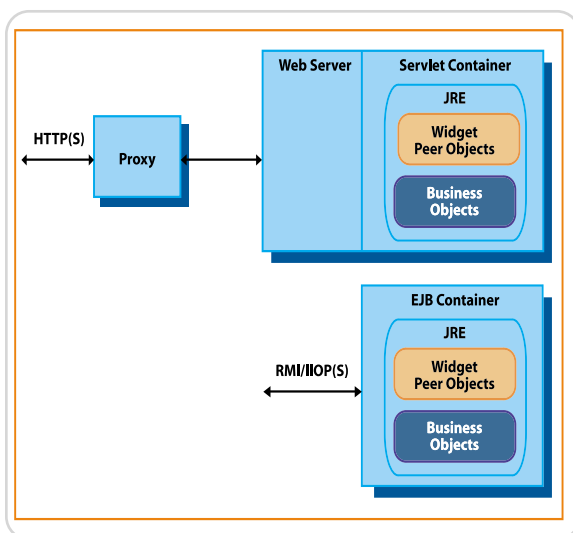 Web Server
Servlet Container
JRE
HTTP(S)
Proxy
Widget
Peer Objects
Business
Objects
EJB Container
JRE
RMI/IIOP(S)
Widget
Peer Objects
Business
Objects